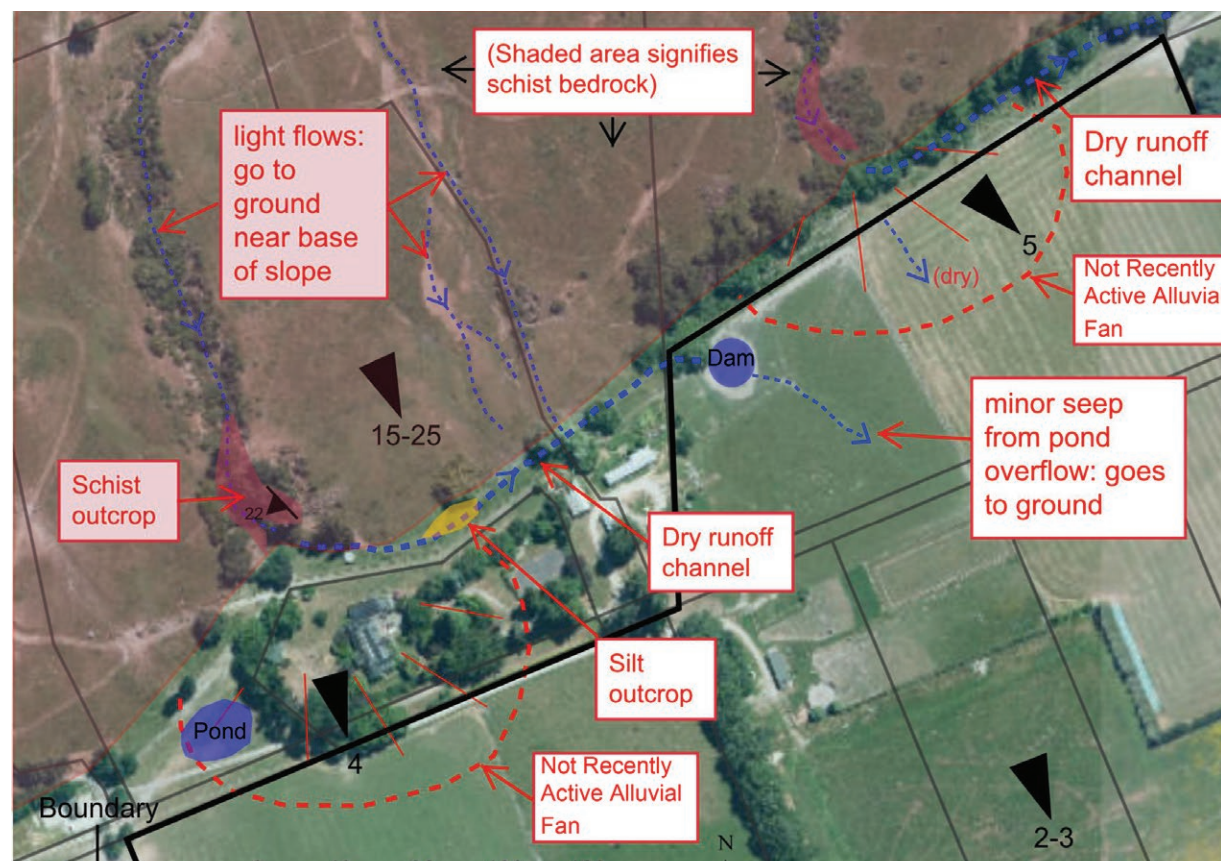 (Shaded area signifies
schist bedrock)
light flows:
go to
ground
near base
of slope
Dry runoff
channel
5
(dry)
Not Recently
Active Alluvial
Fan
Dam
15-25
minor seep
from pond
overflow: goes
to ground
Schist
outcrop
22
Dry runoff
channel
Silt
outcrop
Pond
4
Not Recently
Active Alluvial
Fan
Boundary
N
2-3